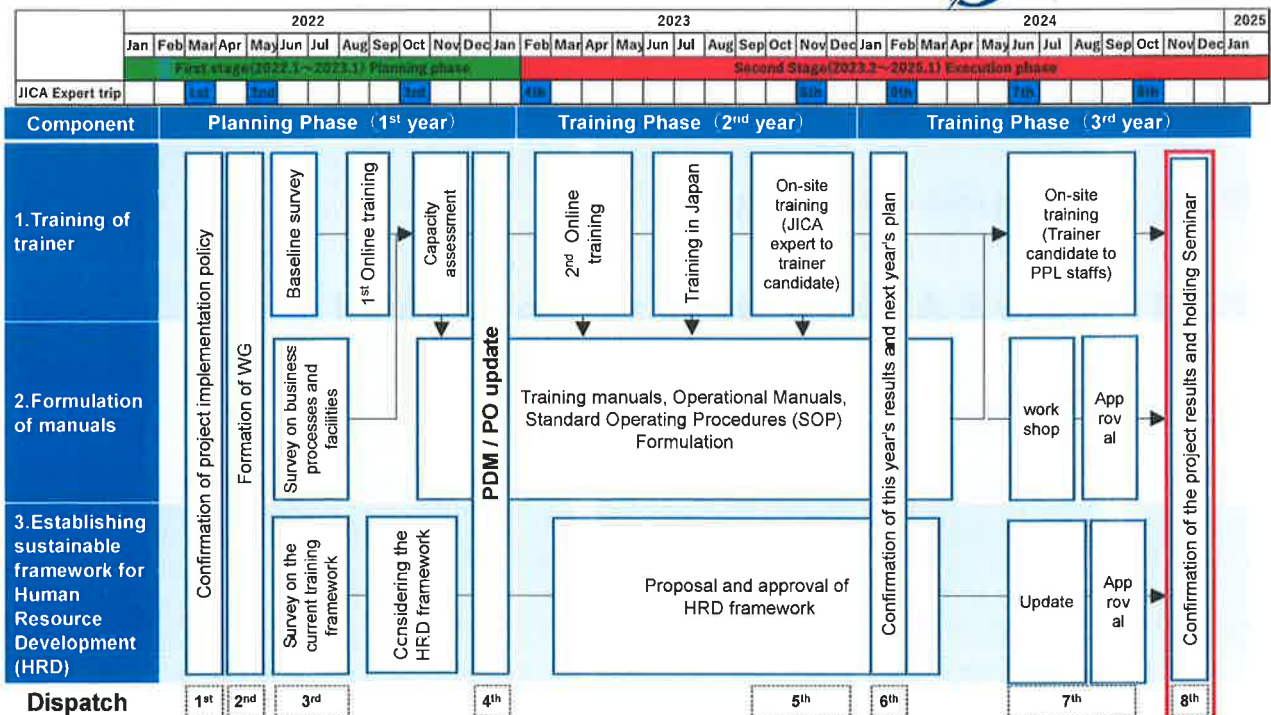 2022 2023 2024 2025
Jan Feb Mar Apr May Jun Jul Aug Sep Oct Nov Dec Jan Feb Mar Apr May Jun Jul Aug Sep Oct Nov Dec Jan Feb Mar Apr May Jun Jul Aug Sep Oct Nov Dec Jan
First stage(2022.1～2023.1) Planning phase Second Stage(2023.2～2025.1) Execution phase
JICA Expert trip 1st 2nd 3rd 4th 7th 8th
Component Planning Phase (1st year) Training Phase (2nd year) Training Phase (3rd year)
1.Training of
trainer
2.Formulation
of manuals
3.Establishing
sustainable
framework for
Human
Resource
Development
(HRD)
Confirmation of project implementation policy
Formation of WG
Baseline survey
1st Online training
Capacity
assessment
Survey on business
processes and
facilities
Survey on the
current training
framework
Considering the
HRD framework
PDM / PO update
2nd Online
training
Training in Japan
On-site
training
(JICA
expert to
trainer
candidate)
Training manuals, Operational Manuals,
Standard Operating Procedures (SOP)
Formulation
Proposal and approval of
HRD framework
Confirmation of this year's results and next year's plan
On-site
training
(Trainer
candidate to
PPL staffs)
work
shop
App
rov
al
Update
App
rov
al
Confirmation of the project results and holding Seminar
Dispatch 1st 2nd 3rd 4th 5th 6th 7th 8th